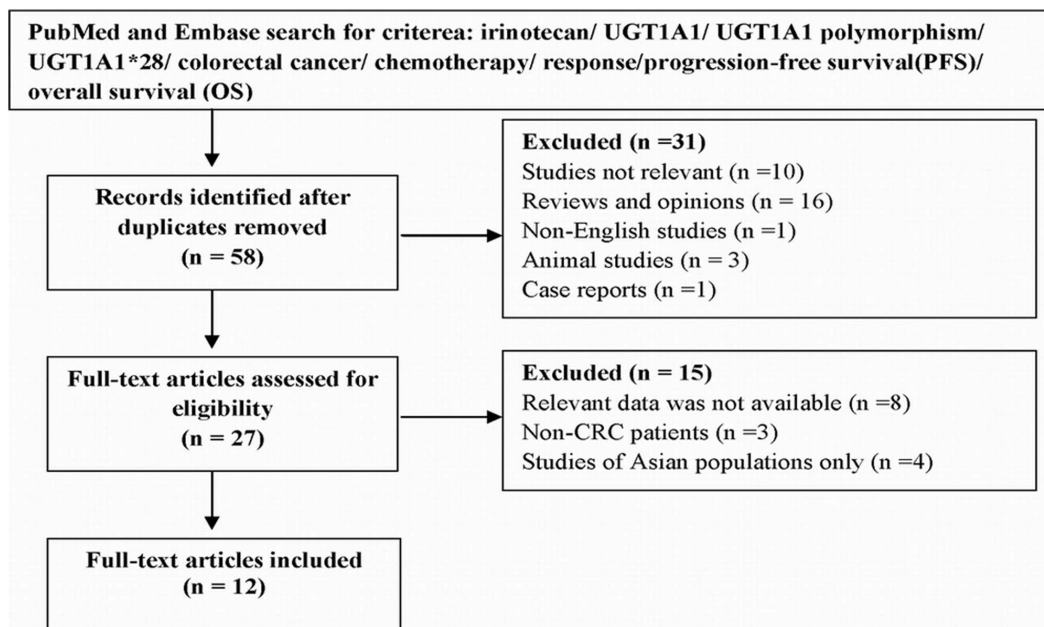 PubMed and Embase search for criterea: irinotecan/ UGT1A1/ UGT1A1 polymorphism/
UGT1A1*28/ colorectal cancer/ chemotherapy/ response/progression-free survival(PFS)/
overall survival (OS)
Records identified after
duplicates removed
(n = 58)
Excluded (n =31)
Studies not relevant (n =10)
Reviews and opinions (n = 16)
Non-English studies (n =1)
Animal studies (n = 3)
Case reports (n =1)
Full-text articles assessed for
eligibility
(n = 27)
Excluded (n = 15)
Relevant data was not available (n =8)
Non-CRC patients (n =3)
Studies of Asian populations only (n =4)
Full-text articles included
(n = 12)